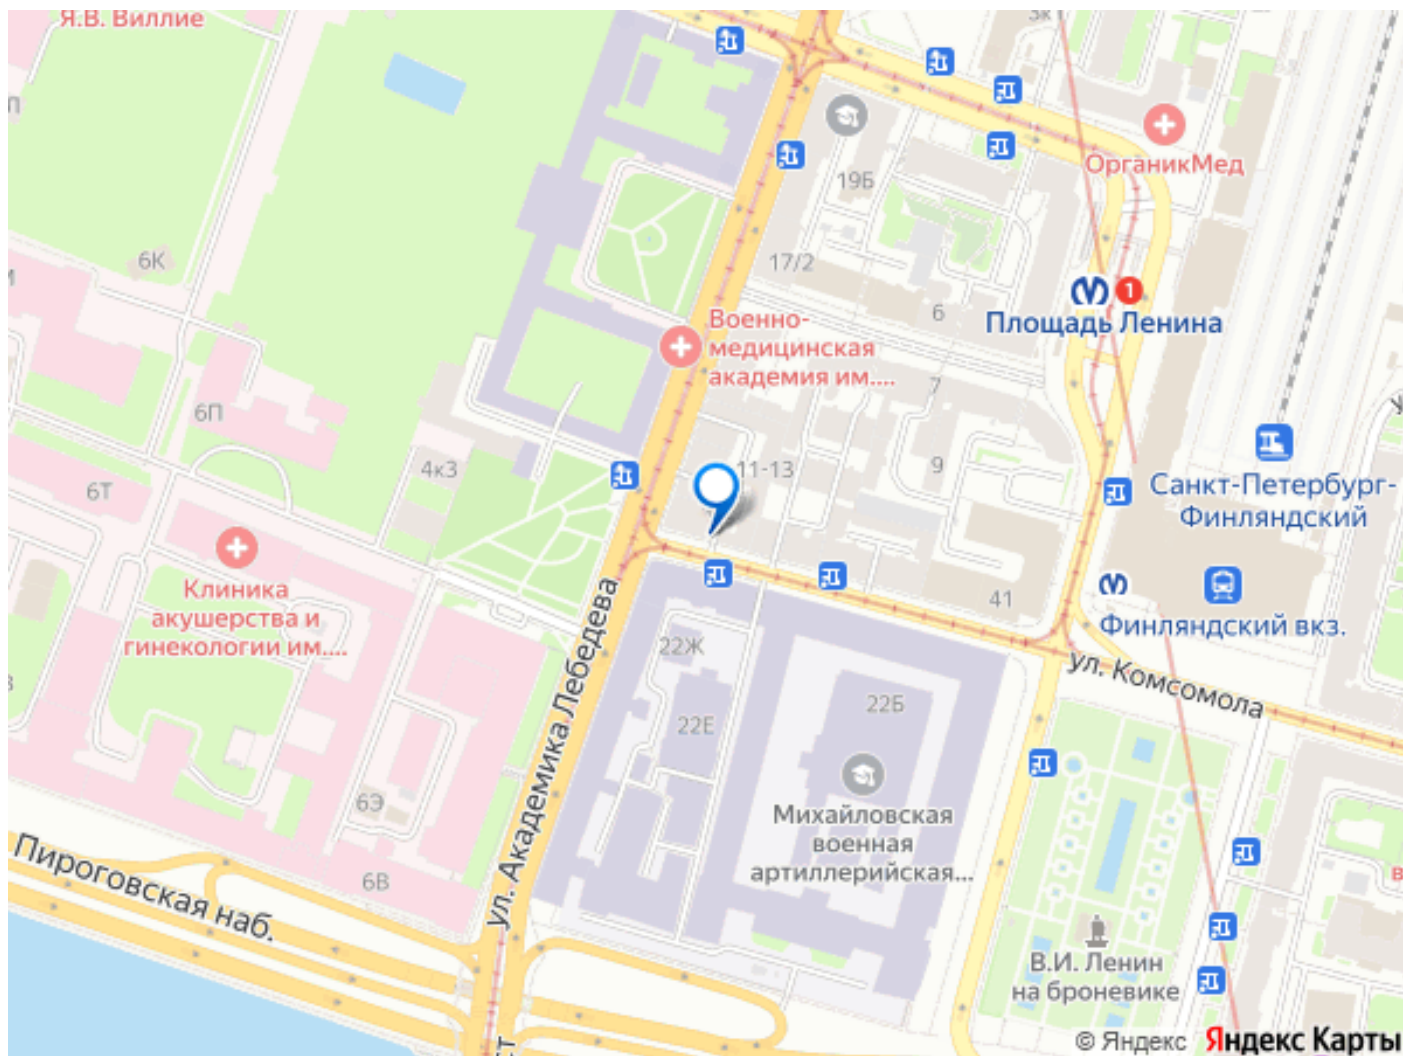 Я.В. Виллие
3к1
ОрганикМед
19Б
6К
17/2
1
Площадь Ленина
6
Военно-
медицинская
академия им....
7
6П
4к3
11-13
9
Санкт-Петербург-
Финляндский
6Т
Клиника
акушерства и
гинекологии им....
41
Финляндский вкз.
22Ж
ул. Комсомола
ул. Академика Лебедева
22Е
22Б
6Э
Михайловская
военная
артиллерийская...
Пироговская наб.
6В
В.И. Ленин
на броневике
© Яндекс Яндекс Карты